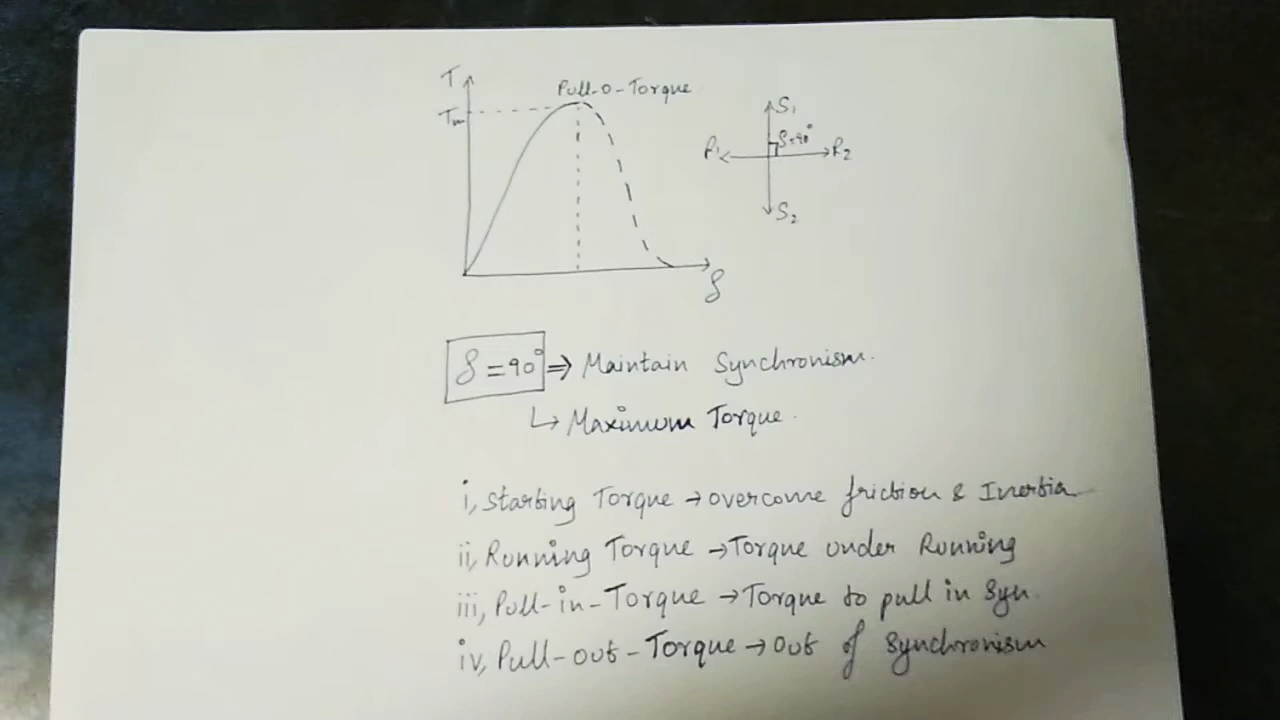 T
Pull-o-Torque
Tm
S1
δ=90°
P1
P2
S2
δ
δ=90° ⇒ Maintain Synchronism.
↳ Maximum Torque.
i, Starting Torque → overcome friction & Inertia
ii, Running Torque → Torque under Running
iii, Pull-in-Torque → Torque to pull in Syn.
iv, Pull-out-Torque → Out of Synchronism